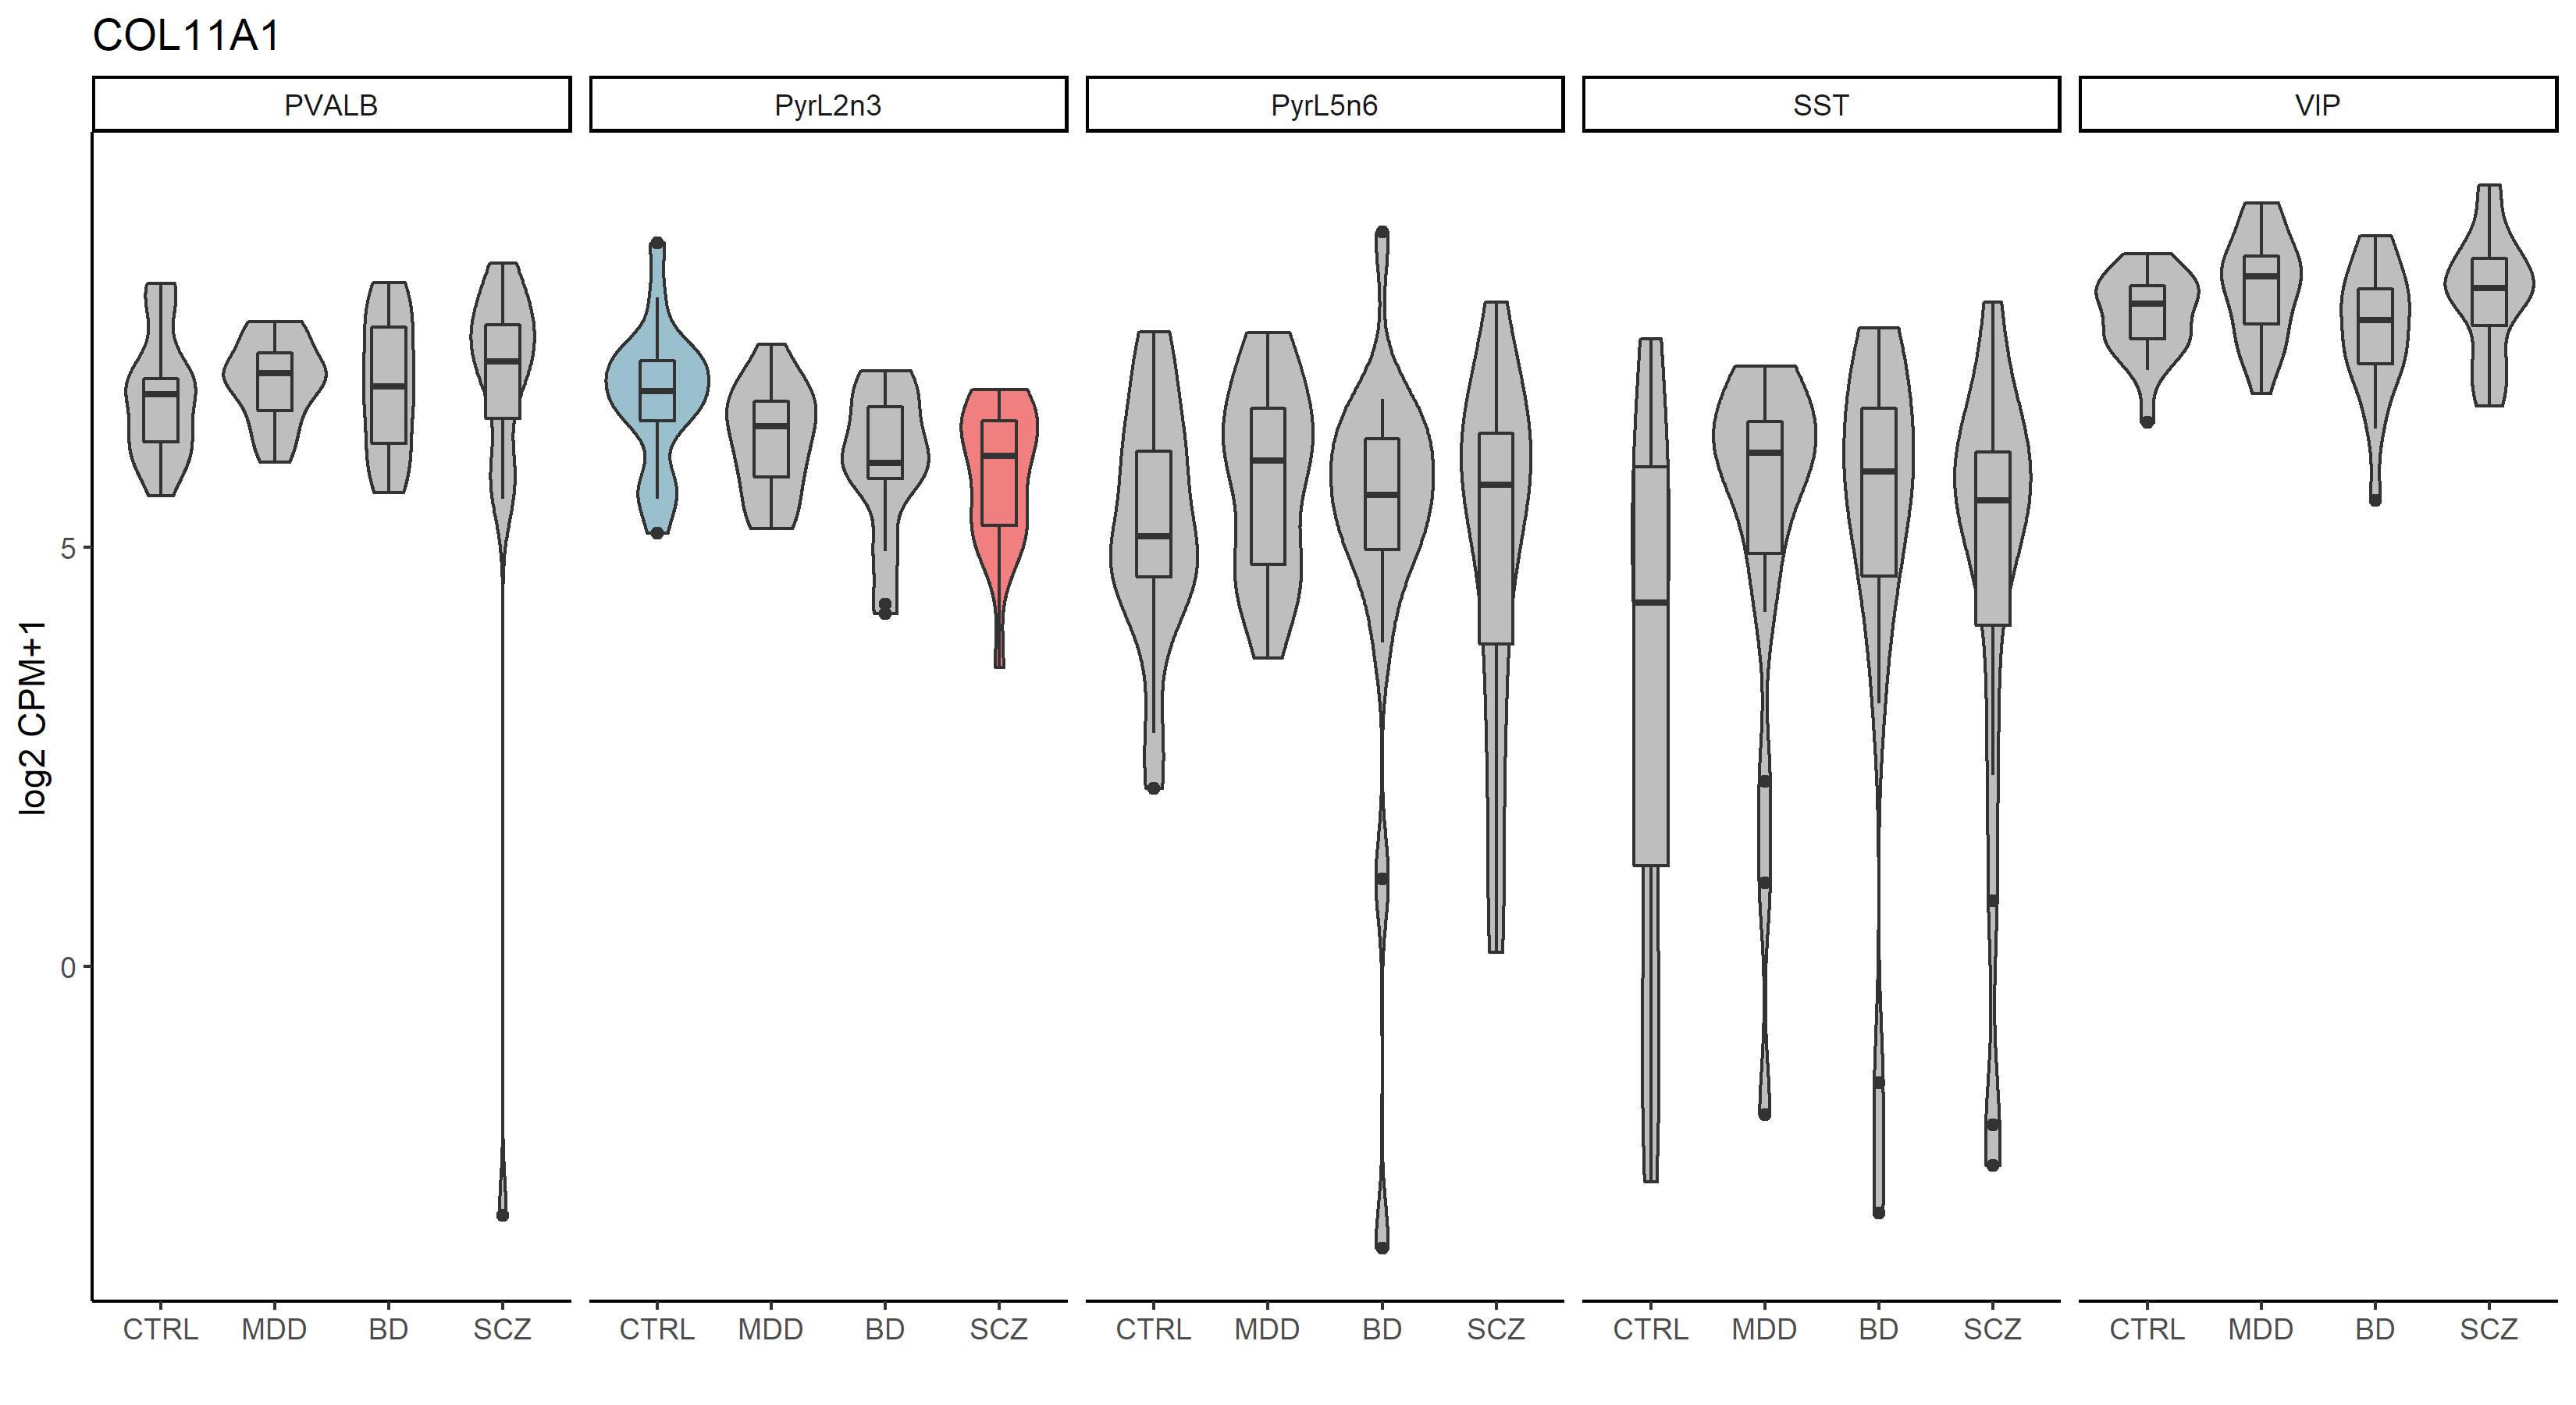 COL11A1
PVALB PyrL2n3 PyrL5n6 SST VIP
log2 CPM+1
5
0
CTRL MDD BD SCZ CTRL MDD BD SCZ CTRL MDD BD SCZ CTRL MDD BD SCZ CTRL MDD BD SCZ